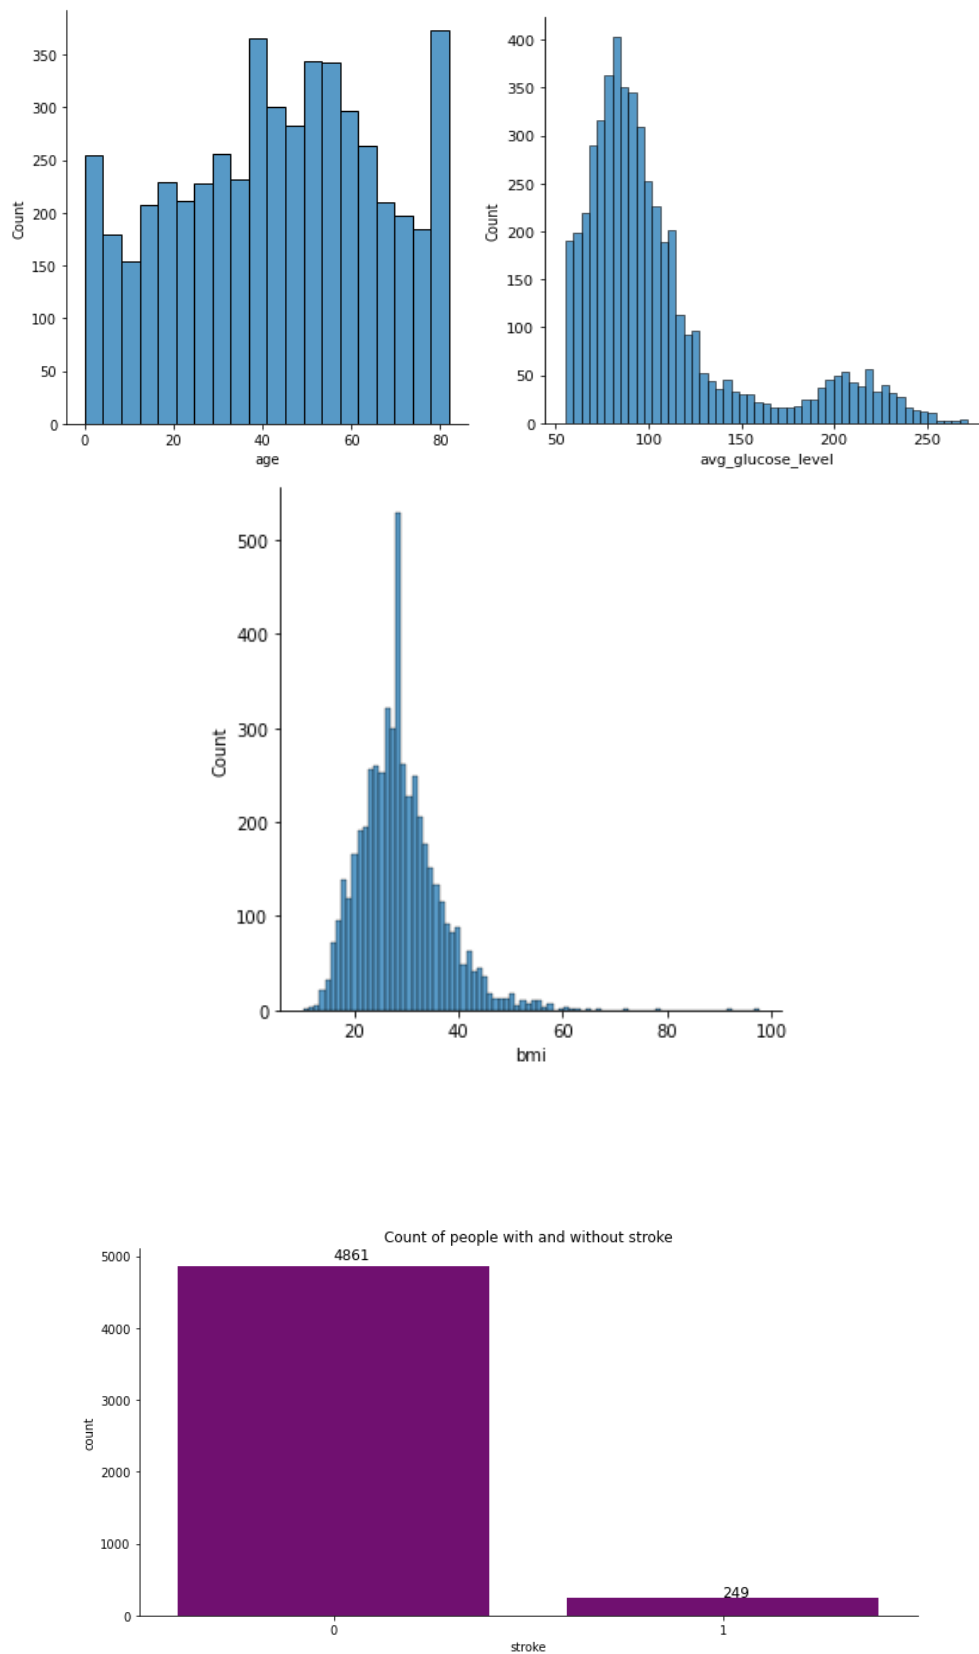 350
300
250
200
150
100
50
0
Count
0 20 40 60 80
age
400
350
300
250
200
150
100
50
0
Count
50 100 150 200 250
avg_glucose_level
500
400
300
200
100
0
Count
20 40 60 80 100
bmi
Count of people with and without stroke
5000
4000
3000
2000
1000
0
count
4861
249
0 1
stroke